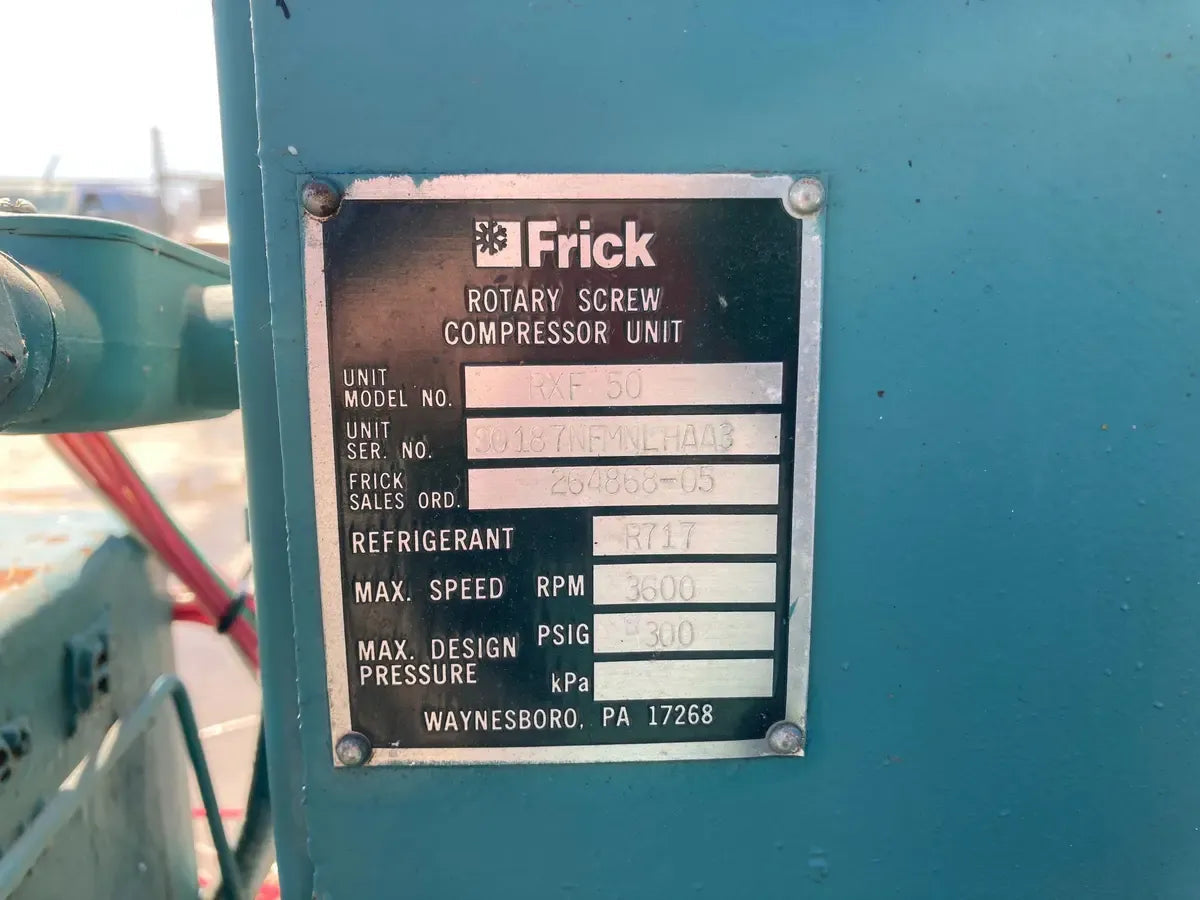 Frick
ROTARY SCREW
COMPRESSOR UNIT
UNIT MODEL NO. RXF 50
UNIT SER. NO. S0187NFMNLHAA3
FRICK SALES ORD. 264868-05
REFRIGERANT R717
MAX. SPEED RPM 3600
MAX. DESIGN PRESSURE PSIG 300
kPa
WAYNESBORO, PA 17268